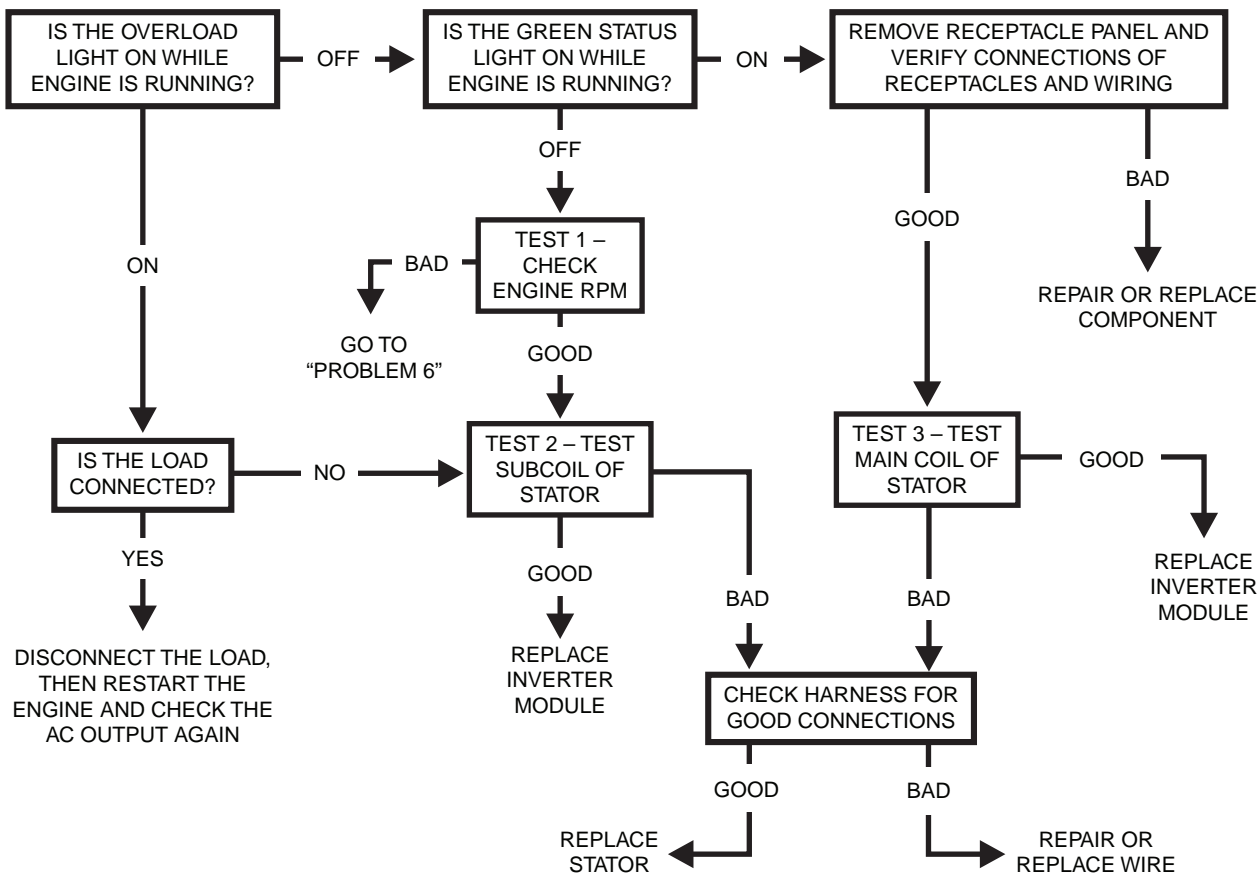 IS THE OVERLOAD
LIGHT ON WHILE
ENGINE IS RUNNING?
OFF
IS THE GREEN STATUS
LIGHT ON WHILE
ENGINE IS RUNNING?
ON
REMOVE RECEPTACLE PANEL AND
VERIFY CONNECTIONS OF
RECEPTACLES AND WIRING
OFF
BAD
GOOD
ON
TEST 1 –
CHECK
ENGINE RPM
BAD
GO TO
“PROBLEM 6”
GOOD
REPAIR OR REPLACE
COMPONENT
IS THE LOAD
CONNECTED?
NO
TEST 2 – TEST
SUBCOIL OF
STATOR
TEST 3 – TEST
MAIN COIL OF
STATOR
GOOD
YES
GOOD
BAD
BAD
REPLACE
INVERTER
MODULE
DISCONNECT THE LOAD,
THEN RESTART THE
ENGINE AND CHECK THE
AC OUTPUT AGAIN
REPLACE
INVERTER
MODULE
CHECK HARNESS FOR
GOOD CONNECTIONS
GOOD
BAD
REPLACE
STATOR
REPAIR OR
REPLACE WIRE